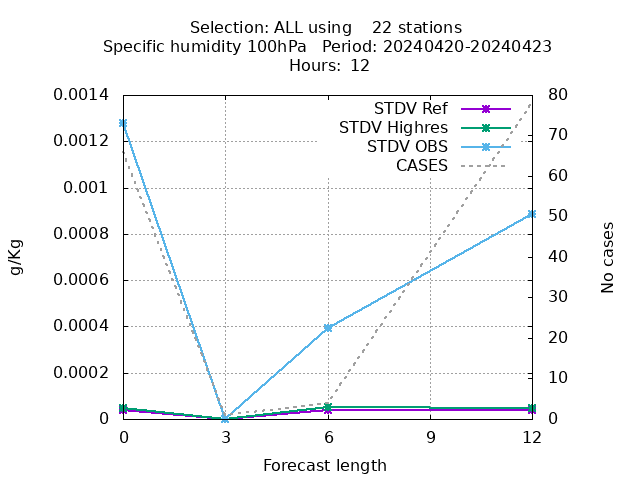 Selection: ALL using    22 stations
Specific humidity 100hPa   Period: 20240420-20240423
Hours: 12
STDV Ref
STDV Highres
STDV OBS
CASES
g/Kg
0.0014
0.0012
0.001
0.0008
0.0006
0.0004
0.0002
0
80
70
60
50
40
30
20
10
0
No cases
0 3 6 9 12
Forecast length